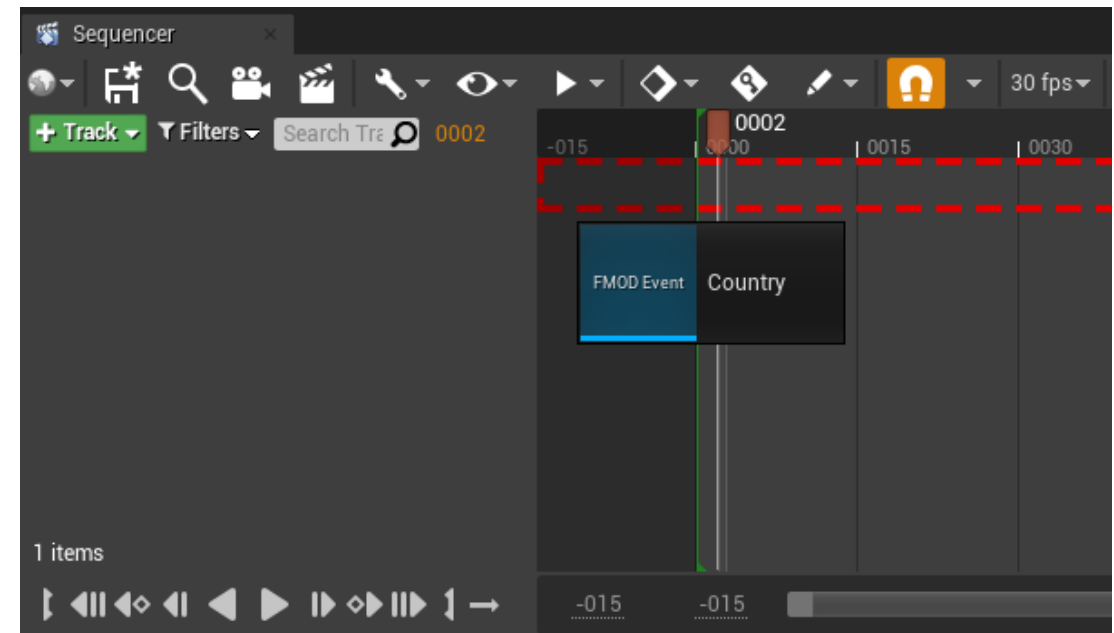 Sequencer
30 fps
+ Track Filters Search Tra 0002
0002
-015 0000 0015 0030
FMOD Event Country
1 items
-015 -015